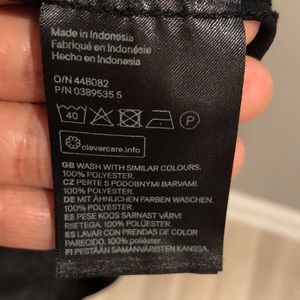 Made in Indonesia
Fabriqué en Indonésie
Hecho en Indonesia
O/N 448082
P/N 0389535 5
40
P
clevercare.info
GB WASH WITH SIMILAR COLOURS.
100% POLYESTER.
CZ PERTE S PODOBNÝMI BARVAMI.
100% POLYESTER.
DE MIT ÄHNLICHEN FARBEN WASCHEN.
100% POLYESTER.
EE PESE KOOS SARNAST VÄRVI
RIIETEGA. 100% POLÜESTER.
ES LAVAR CON PRENDAS DE COLOR
PARECIDO. 100% poliéster.
FI PESTÄÄN SAMANVÄRISTEN KANSSA.